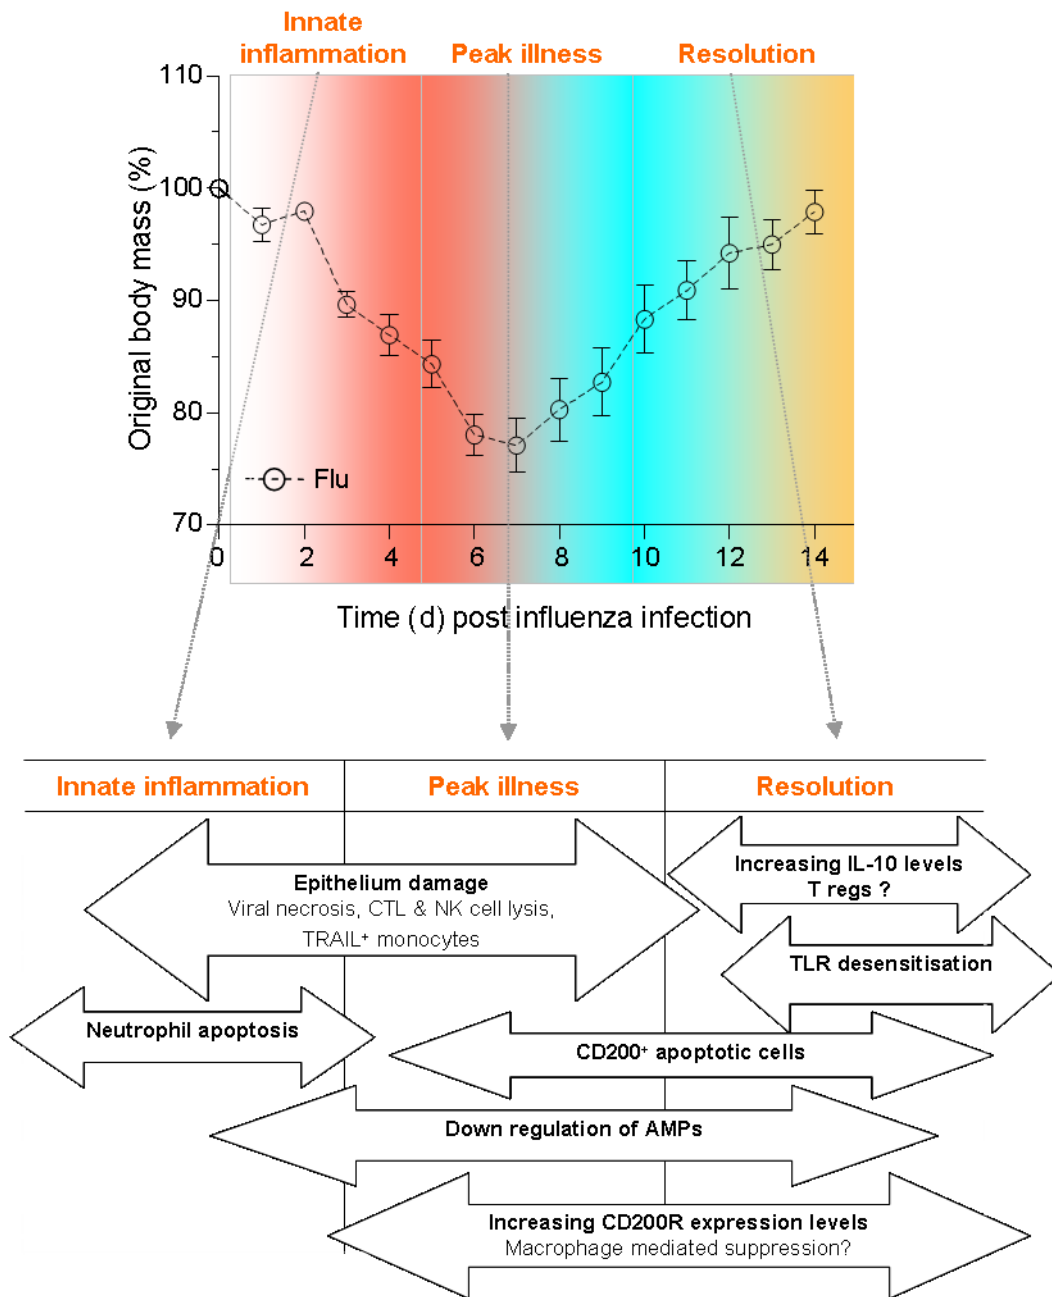 Innate
inflammation
Peak illness
Resolution
110
100
90
80
70
Original body mass (%)
Flu
0 2 4 6 8 10 12 14
Time (d) post influenza infection
Innate inflammation
Peak illness
Resolution
Epithelium damage
Viral necrosis, CTL & NK cell lysis,
TRAIL⁺ monocytes
Increasing IL-10 levels
T regs ?
TLR desensitisation
Neutrophil apoptosis
CD200⁺ apoptotic cells
Down regulation of AMPs
Increasing CD200R expression levels
Macrophage mediated suppression?